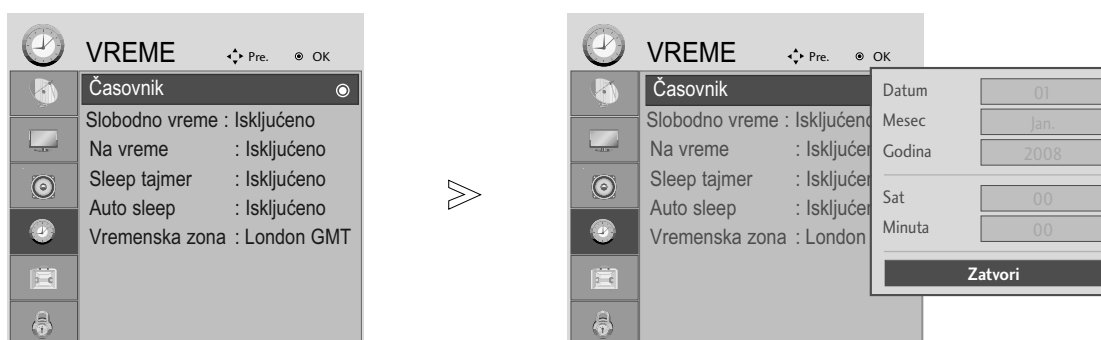 VREME Pre. OK
Časovnik
Slobodno vreme : Isključeno
Na vreme : Isključeno
Sleep tajmer : Isključeno
Auto sleep : Isključeno
Vremenska zona : London GMT
VREME Pre. OK
Časovnik
Slobodno vreme : Isključeno
Na vreme : Isključen
Sleep tajmer : Isključen
Auto sleep : Isključen
Vremenska zona : London
Datum 01
Mesec Jan.
Godina 2008
Sat 00
Minuta 00
Zatvori